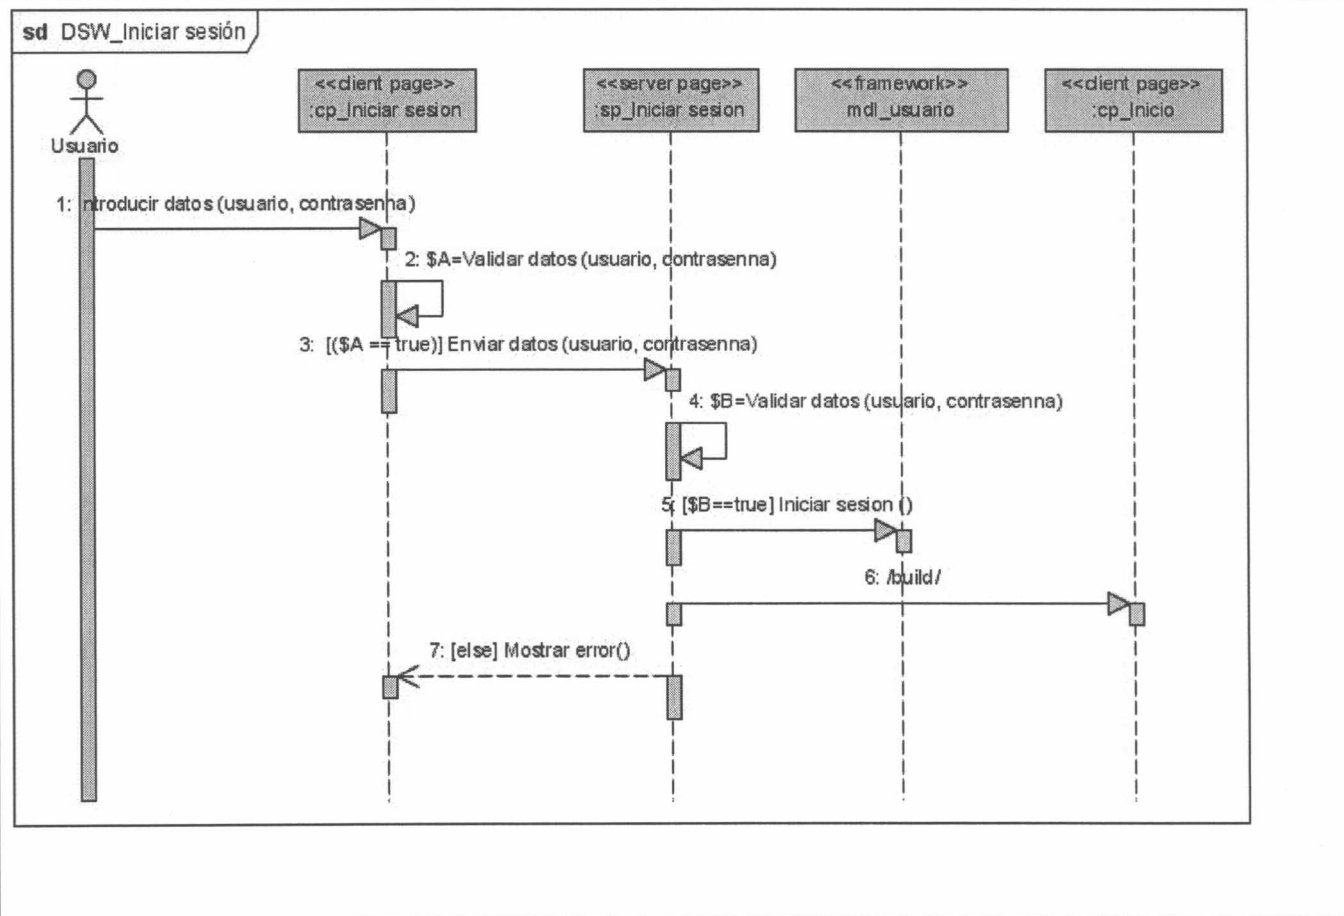 sd DSW_Iniciar sesión
<<client page>>
:cp_Iniciar sesion
<<server page>>
:sp_Iniciar sesion
<<framework>>
mdl_usuario
<<client page>>
:cp_Inicio
Usuario
1: Introducir datos (usuario, contrasenna)
2: $A=Validar datos (usuario, contrasenna)
3: [($A == true)] Enviar datos (usuario, contrasenna)
4: $B=Validar datos (usuario, contrasenna)
5: [$B==true] Iniciar sesion ()
6: /build/
7: [else] Mostrar error()